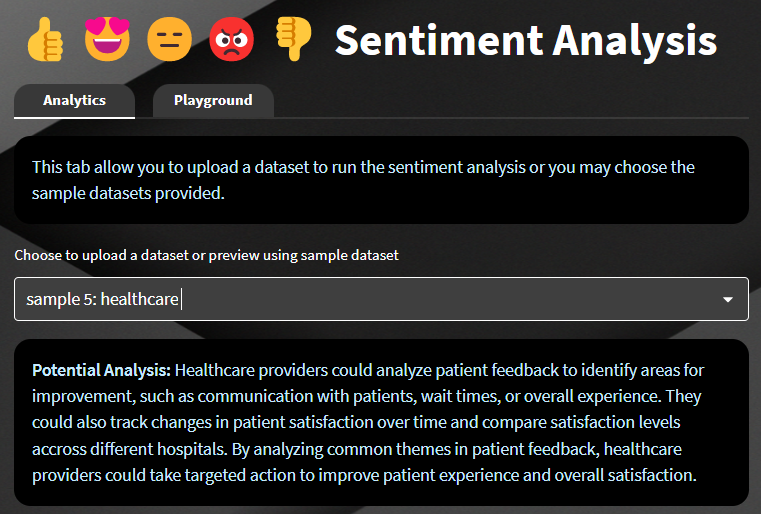 Sentiment Analysis
Analytics
Playground
This tab allow you to upload a dataset to run the sentiment analysis or you may choose the
sample datasets provided.
Choose to upload a dataset or preview using sample dataset
sample 5: healthcare
Potential Analysis: Healthcare providers could analyze patient feedback to identify areas for
improvement, such as communication with patients, wait times, or overall experience. They
could also track changes in patient satisfaction over time and compare satisfaction levels
accross different hospitals. By analyzing common themes in patient feedback, healthcare
providers could take targeted action to improve patient experience and overall satisfaction.